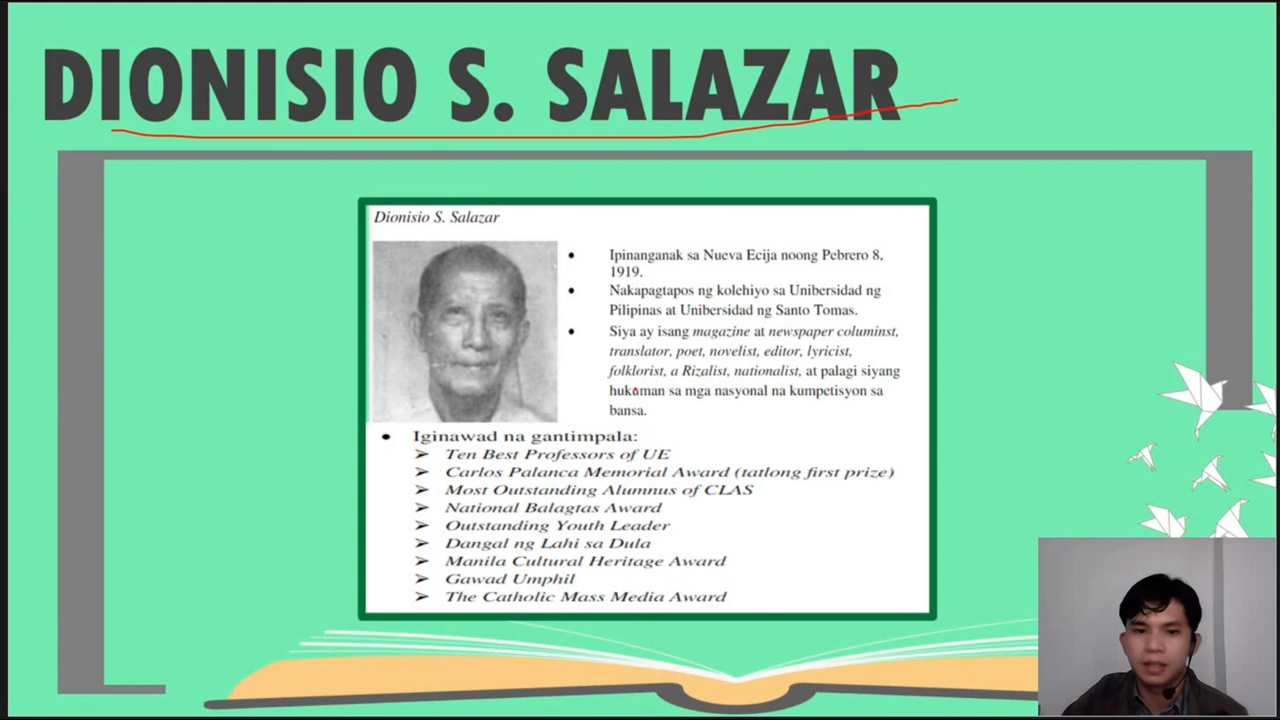 DIONISIO S. SALAZAR
Dionisio S. Salazar
• Ipinanganak sa Nueva Ecija noong Pebrero 8,
1919.
• Nakapagtapos ng kolehiyo sa Unibersidad ng
Pilipinas at Unibersidad ng Santo Tomas.
• Siya ay isang magazine at newspaper columinst,
translator, poet, novelist, editor, lyricist,
folklorist, a Rizalist, nationalist, at palagi siyang
hukoman sa mga nasyonal na kumpetisyon sa
bansa.
• Iginawad na gantimpala:
➢ Ten Best Professors of UE
➢ Carlos Palanca Memorial Award (tatlong first prize)
➢ Most Outstanding Alumnus of CLAS
➢ National Balagtas Award
➢ Outstanding Youth Leader
➢ Dangal ng Lahi sa Dula
➢ Manila Cultural Heritage Award
➢ Gawad Umphil
➢ The Catholic Mass Media Award